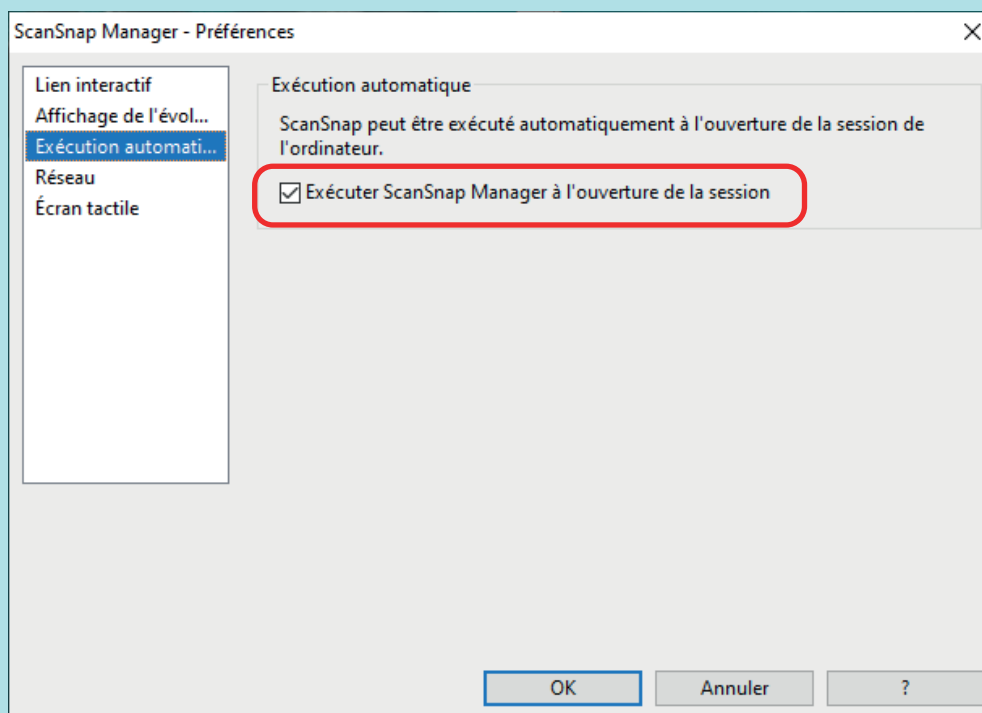 ScanSnap Manager - Préférences
Lien interactif
Affichage de l'évol...
Exécution automati...
Réseau
Écran tactile
Exécution automatique
ScanSnap peut être exécuté automatiquement à l'ouverture de la session de
l'ordinateur.
Exécuter ScanSnap Manager à l'ouverture de la session
OK
Annuler
?